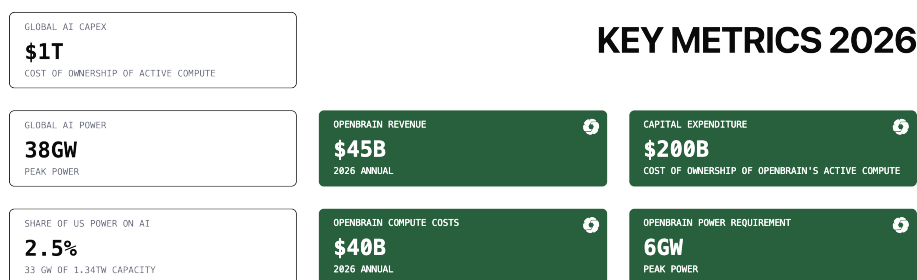 GLOBAL AI CAPEX
$1T
COST OF OWNERSHIP OF ACTIVE COMPUTE
KEY METRICS 2026
GLOBAL AI POWER
38GW
PEAK POWER
OPENBRAIN REVENUE
$45B
2026 ANNUAL
CAPITAL EXPENDITURE
$200B
COST OF OWNERSHIP OF OPENBRAIN'S ACTIVE COMPUTE
SHARE OF US POWER ON AI
2.5%
33 GW OF 1.34TW CAPACITY
OPENBRAIN COMPUTE COSTS
$40B
2026 ANNUAL
OPENBRAIN POWER REQUIREMENT
6GW
PEAK POWER